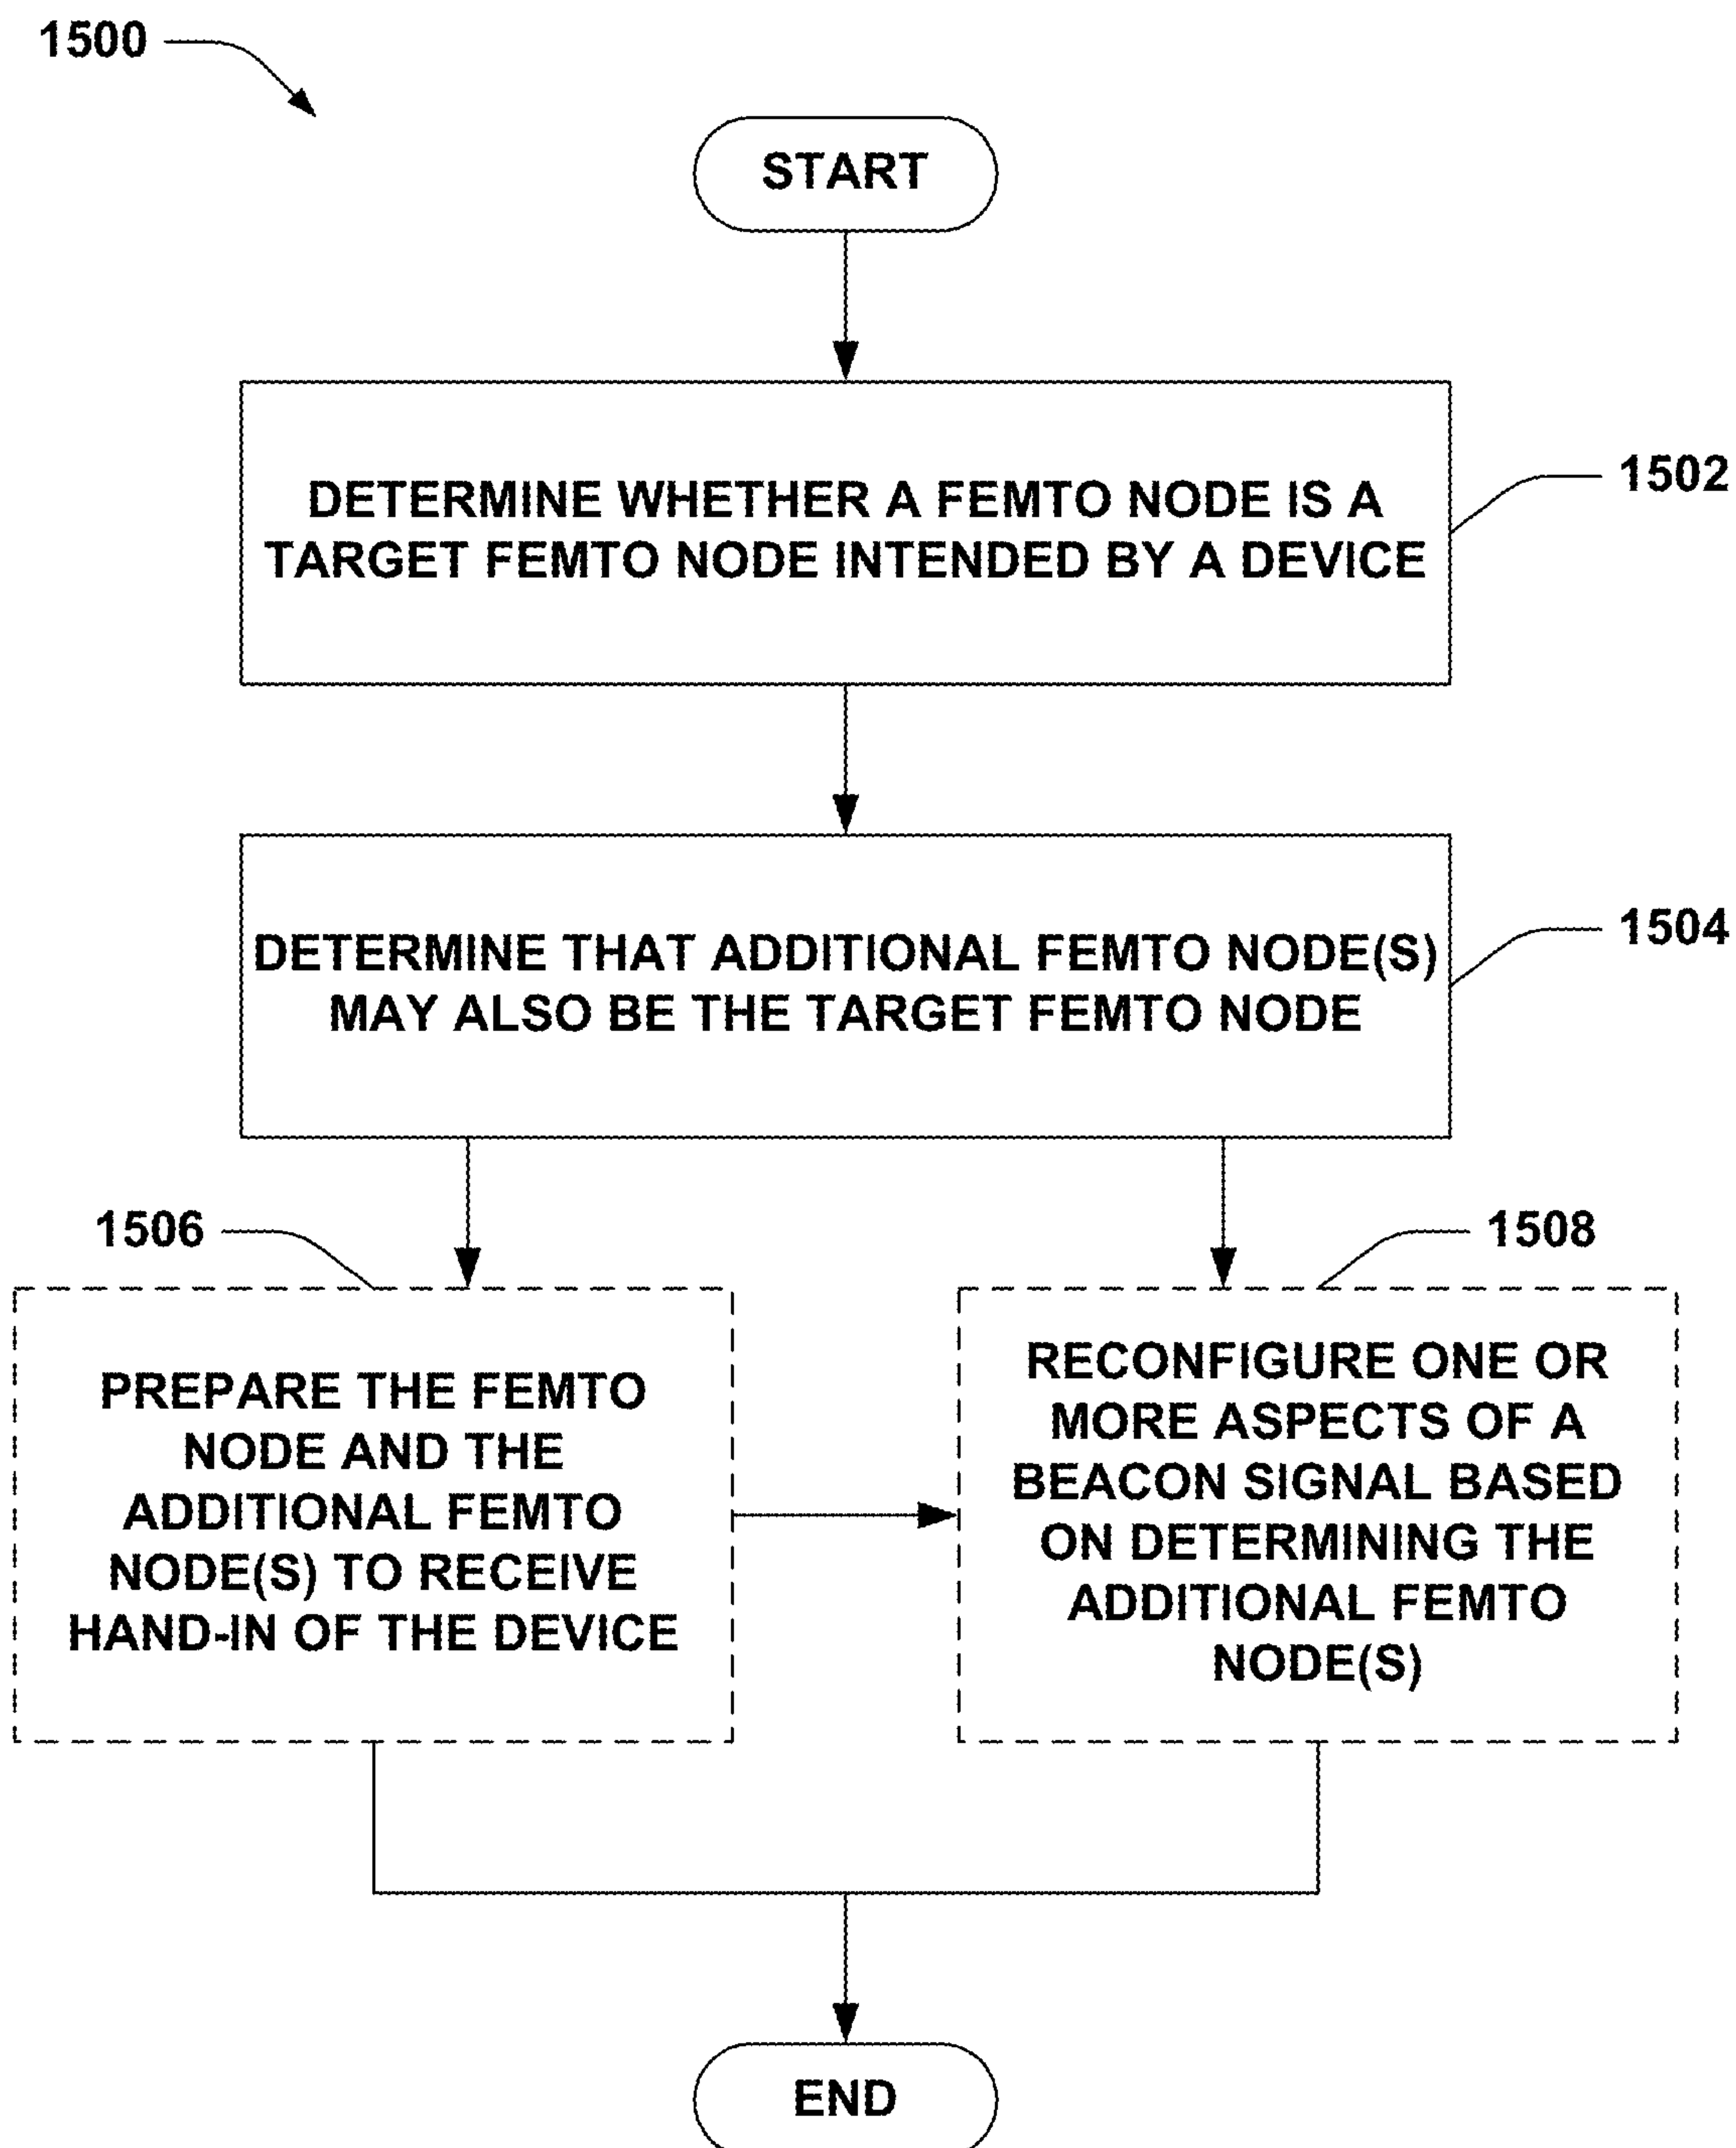 1500
START
DETERMINE WHETHER A FEMTO NODE IS A
TARGET FEMTO NODE INTENDED BY A DEVICE
1502
DETERMINE THAT ADDITIONAL FEMTO NODE(S)
MAY ALSO BE THE TARGET FEMTO NODE
1504
1506
PREPARE THE FEMTO
NODE AND THE
ADDITIONAL FEMTO
NODE(S) TO RECEIVE
HAND-IN OF THE DEVICE
1508
RECONFIGURE ONE OR
MORE ASPECTS OF A
BEACON SIGNAL BASED
ON DETERMINING THE
ADDITIONAL FEMTO
NODE(S)
END